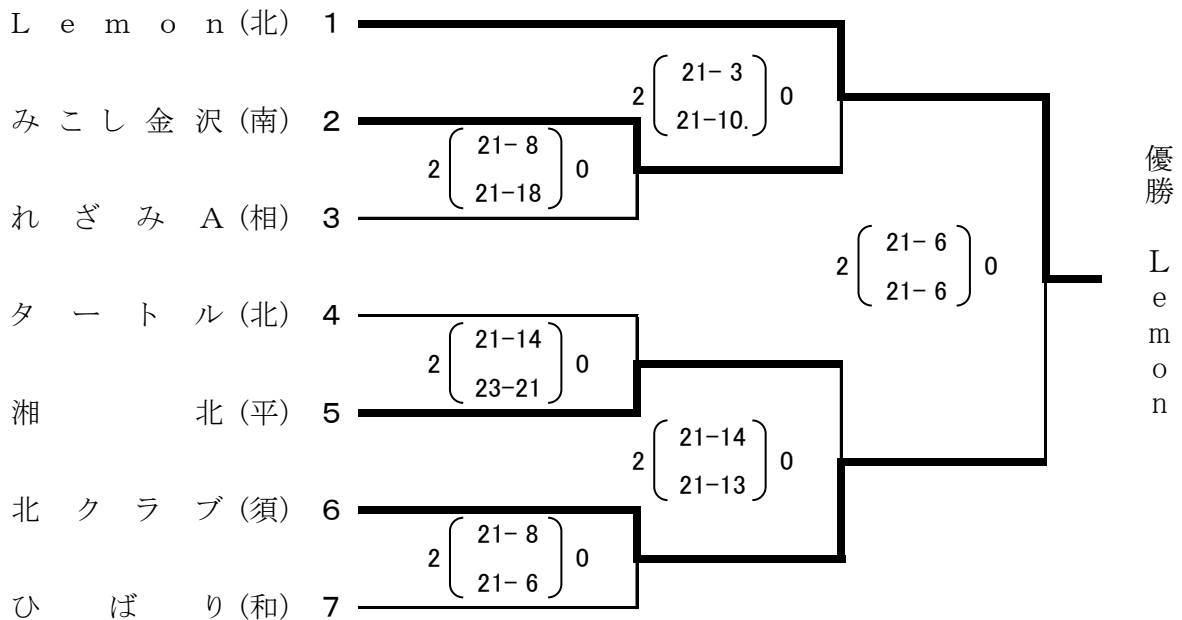 Lemon(北) 1
2 21- 3 0
21-10.
みこし金沢(南) 2
2 21- 8 0
21-18
れざみA(相) 3
優勝 Lemon
2 21- 6 0
21- 6
タートル(北) 4
2 21-14 0
23-21
湘北(平) 5
2 21-14 0
21-13
北クラブ(須) 6
2 21- 8 0
21- 6
ひばり(和) 7